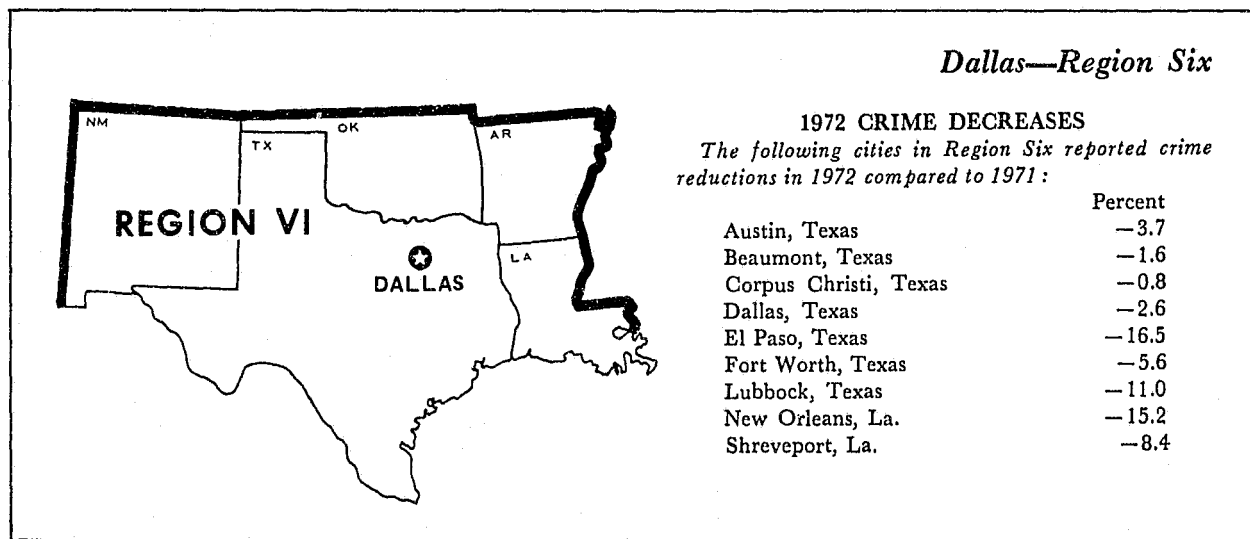 Dallas—Region Six
NM
TX
OK
AR
LA
REGION VI
DALLAS
1972 CRIME DECREASES
The following cities in Region Six reported crime
reductions in 1972 compared to 1971:
Percent
Austin, Texas —3.7
Beaumont, Texas —1.6
Corpus Christi, Texas —0.8
Dallas, Texas —2.6
El Paso, Texas —16.5
Fort Worth, Texas —5.6
Lubbock, Texas —11.0
New Orleans, La. —15.2
Shreveport, La. —8.4